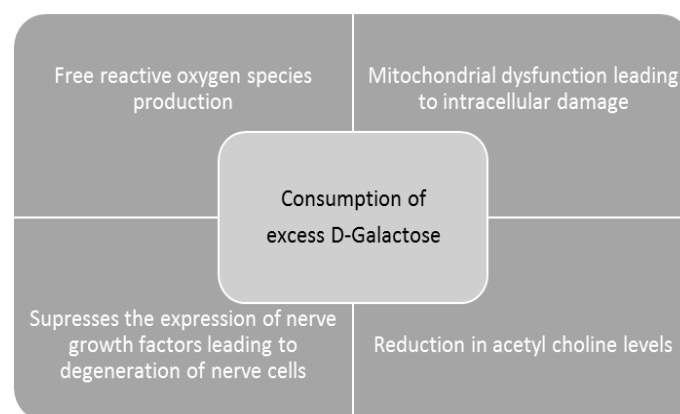 Free reactive oxygen species
production
Mitochondrial dysfunction leading
to intracellular damage
Consumption of
excess D-Galactose
Supresses the expression of nerve
growth factors leading to
degeneration of nerve cells
Reduction in acetyl choline levels